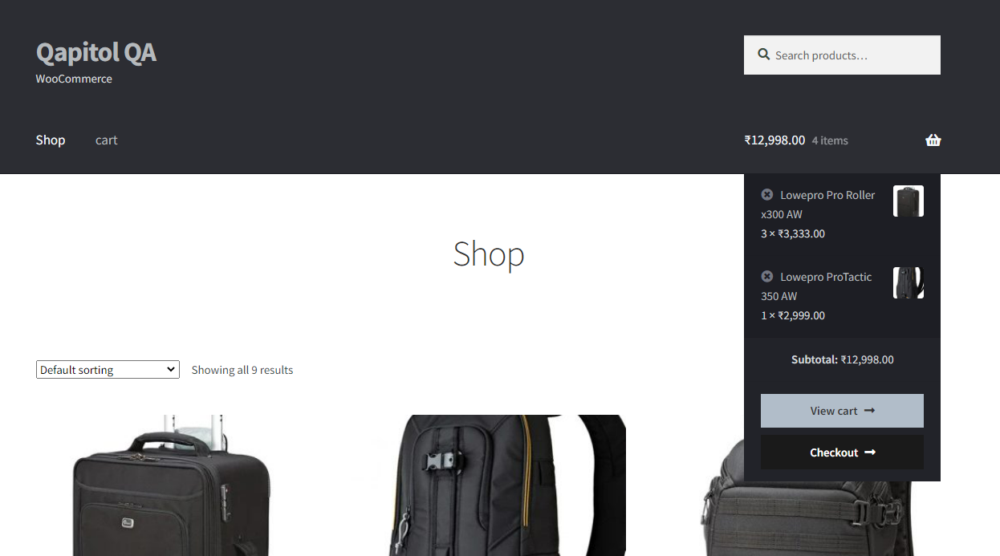 Qapitol QA
WooCommerce
Search products…
Shop
cart
₹12,998.00 4 items
Lowepro Pro Roller
x300 AW
3 × ₹3,333.00
Lowepro ProTactic
350 AW
1 × ₹2,999.00
Subtotal: ₹12,998.00
View cart
Checkout
Shop
Default sorting
Showing all 9 results